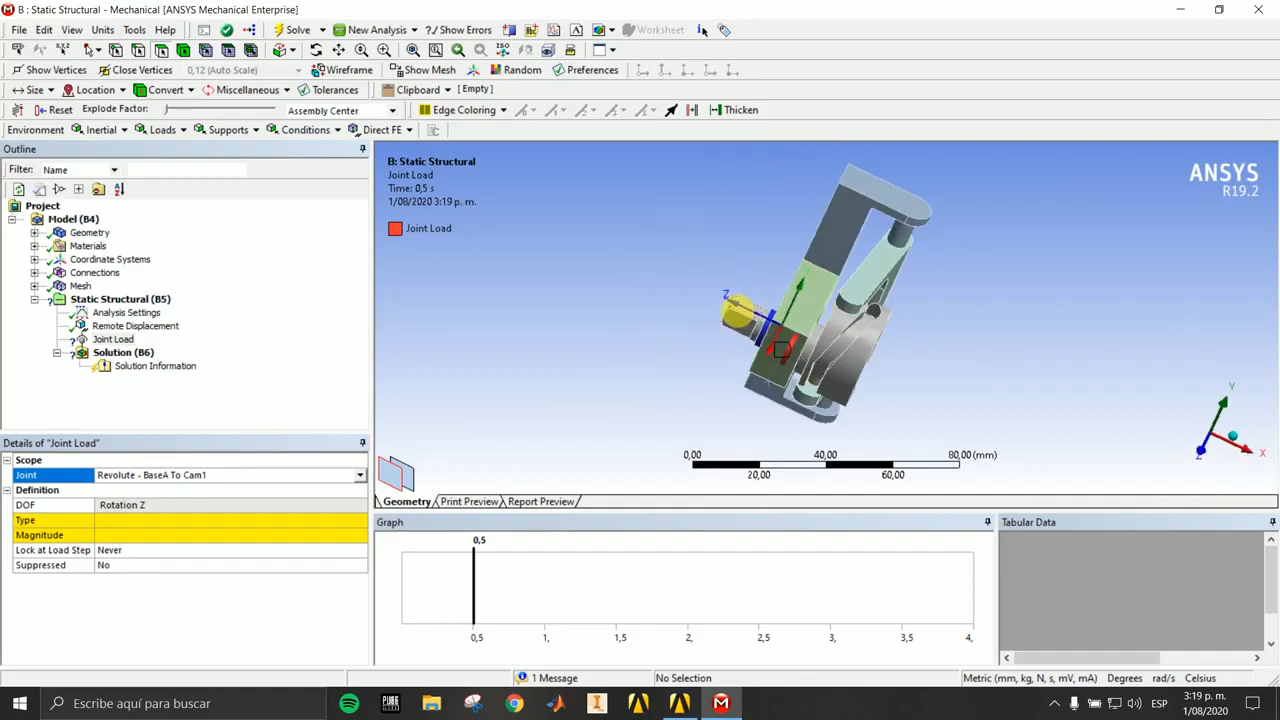 B : Static Structural - Mechanical [ANSYS Mechanical Enterprise]
File Edit View Units Tools Help Solve New Analysis Show Errors Worksheet
ISO
Show Vertices Close Vertices 0,12 (Auto Scale) Wireframe Show Mesh Random Preferences
Size Location Convert Miscellaneous Tolerances Clipboard [Empty]
Reset Explode Factor: Assembly Center Edge Coloring Thicken
Environment Inertial Loads Supports Conditions Direct FE
Outline
Filter: Name
Project
Model (B4)
Geometry
Materials
Coordinate Systems
Connections
Mesh
Static Structural (B5)
Analysis Settings
Remote Displacement
Joint Load
Solution (B6)
Solution Information
Details of "Joint Load"
Scope
Joint Revolute - BaseA To Cam1
Definition
DOF Rotation Z
Type
Magnitude
Lock at Load Step Never
Suppressed No
B: Static Structural
Joint Load
Time: 0,5 s
1/08/2020 3:19 p. m.
Joint Load
ANSYS
R19.2
Z
Y
X
Z
0,00 40,00 80,00 (mm)
20,00 60,00
Geometry Print Preview Report Preview
Graph
0,5
0,5 1, 1,5 2, 2,5 3, 3,5 4,
Tabular Data
1 Message No Selection Metric (mm, kg, N, s, mV, mA) Degrees rad/s Celsius
Escribe aquí para buscar
PUBG
ESP
3:19 p. m.
1/08/2020